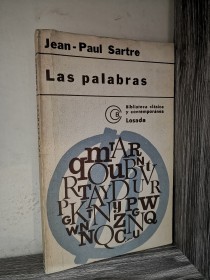 Jean-Paul Sartre
Las palabras
Biblioteca clásica
y contemporánea
Losada